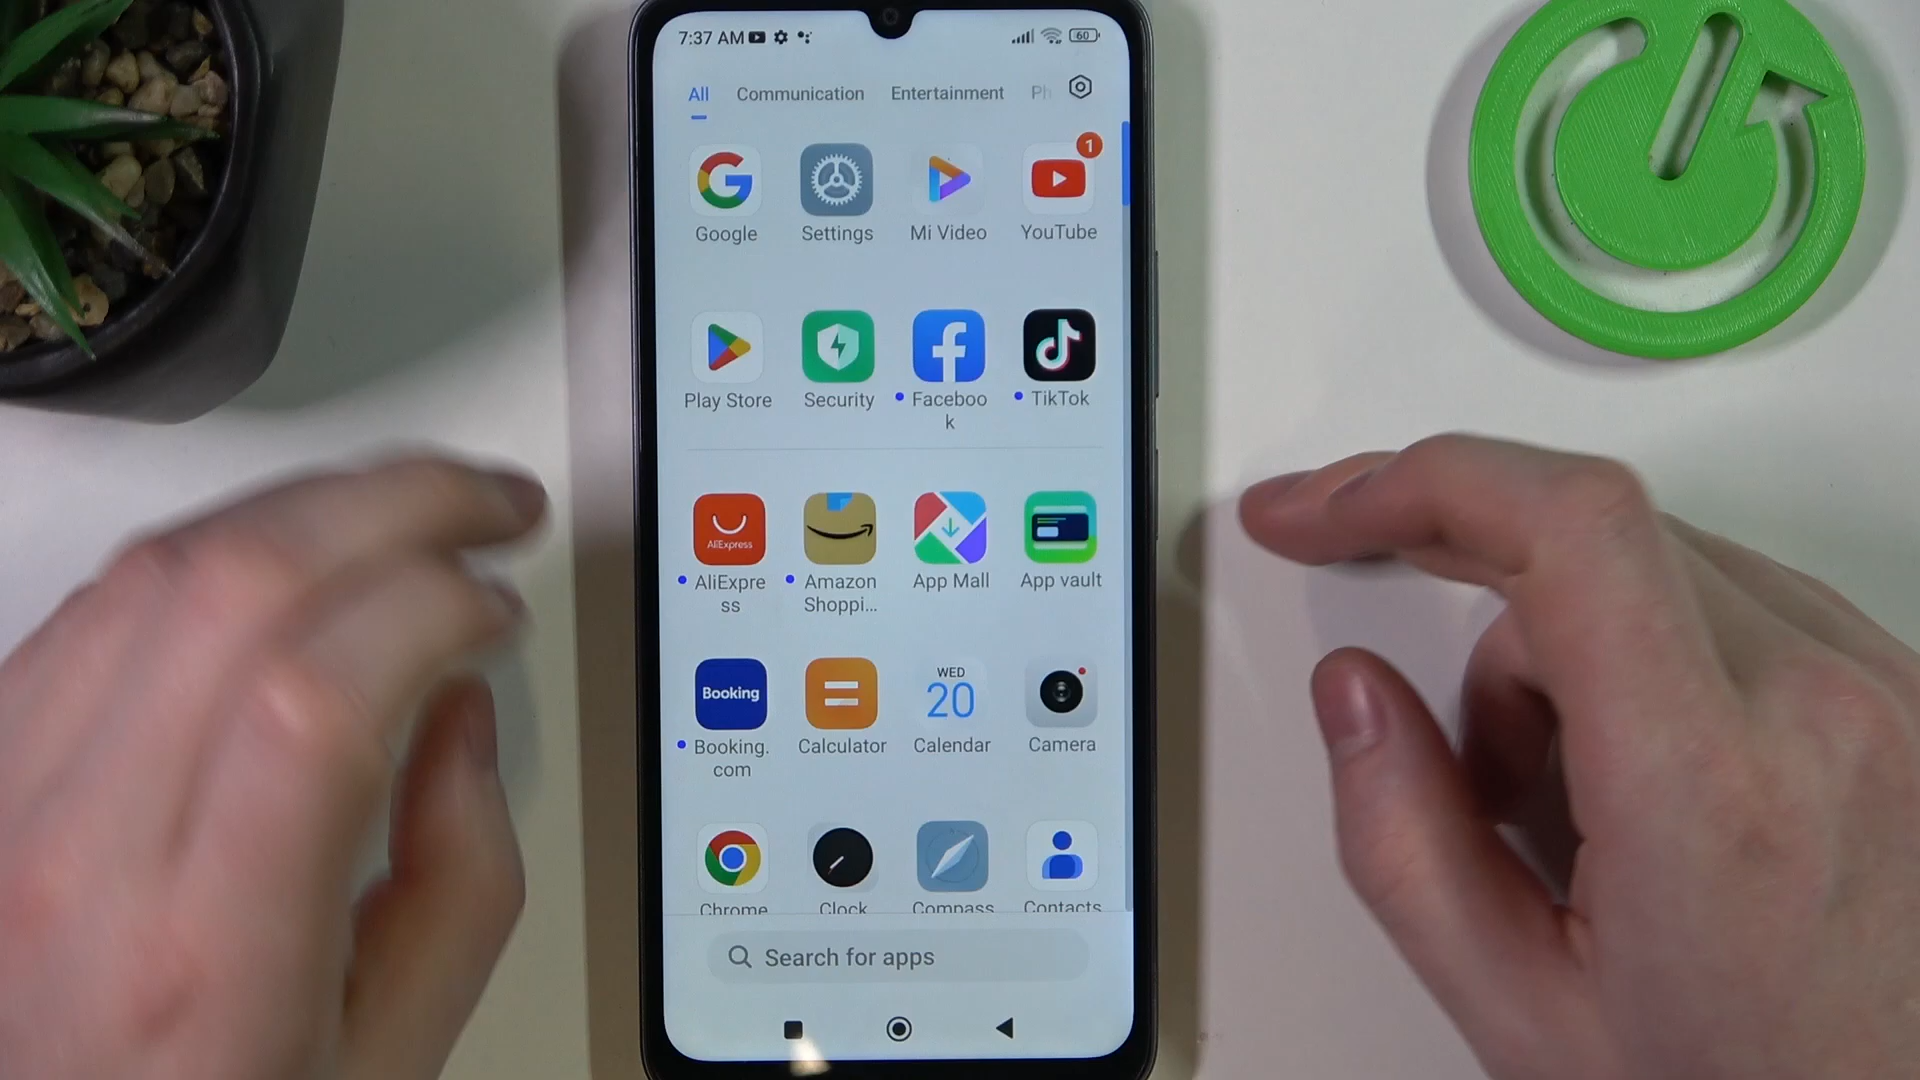 7:37 AM
60
All Communication Entertainment Ph
1
Google Settings Mi Video YouTube
Play Store Security Faceboo
k
TikTok
AliExpress
AliExpre
ss
Amazon
Shoppi...
App Mall App vault
Booking
WED
20
Booking.
com
Calculator Calendar Camera
Chrome Clock Compass Contacts
Search for apps